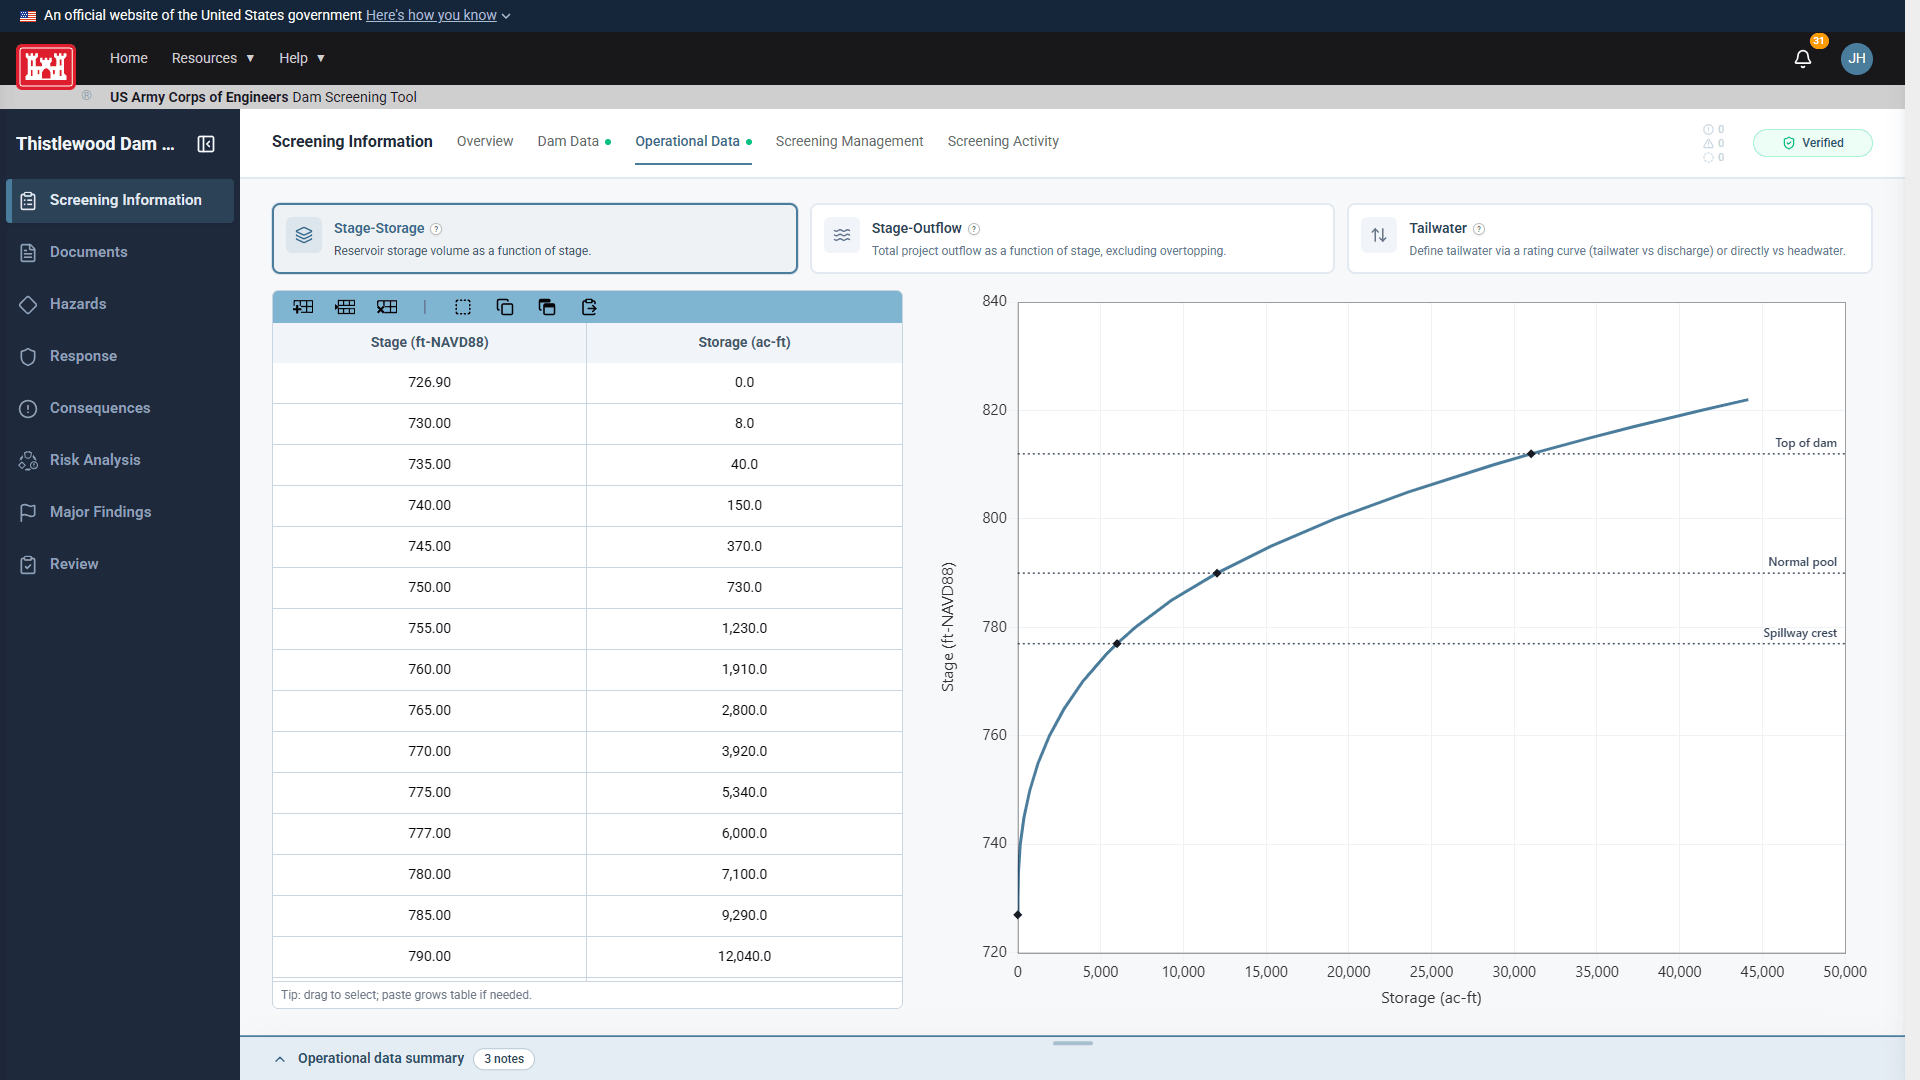 An official website of the United States government Here's how you know
Home Resources Help
31
JH
® US Army Corps of Engineers Dam Screening Tool
Thistlewood Dam ...
Screening Information
Documents
Hazards
Response
Consequences
Risk Analysis
Major Findings
Review
Screening Information Overview Dam Data Operational Data Screening Management Screening Activity
0
0
0
Verified
Stage-Storage ?
Reservoir storage volume as a function of stage.
Stage-Outflow ?
Total project outflow as a function of stage, excluding overtopping.
Tailwater ?
Define tailwater via a rating curve (tailwater vs discharge) or directly vs headwater.
Stage (ft-NAVD88) Storage (ac-ft)
726.90 0.0
730.00 8.0
735.00 40.0
740.00 150.0
745.00 370.0
750.00 730.0
755.00 1,230.0
760.00 1,910.0
765.00 2,800.0
770.00 3,920.0
775.00 5,340.0
777.00 6,000.0
780.00 7,100.0
785.00 9,290.0
790.00 12,040.0
Tip: drag to select; paste grows table if needed.
840
820
800
780
760
740
720
Stage (ft-NAVD88)
Top of dam
Normal pool
Spillway crest
0 5,000 10,000 15,000 20,000 25,000 30,000 35,000 40,000 45,000 50,000
Storage (ac-ft)
Operational data summary 3 notes